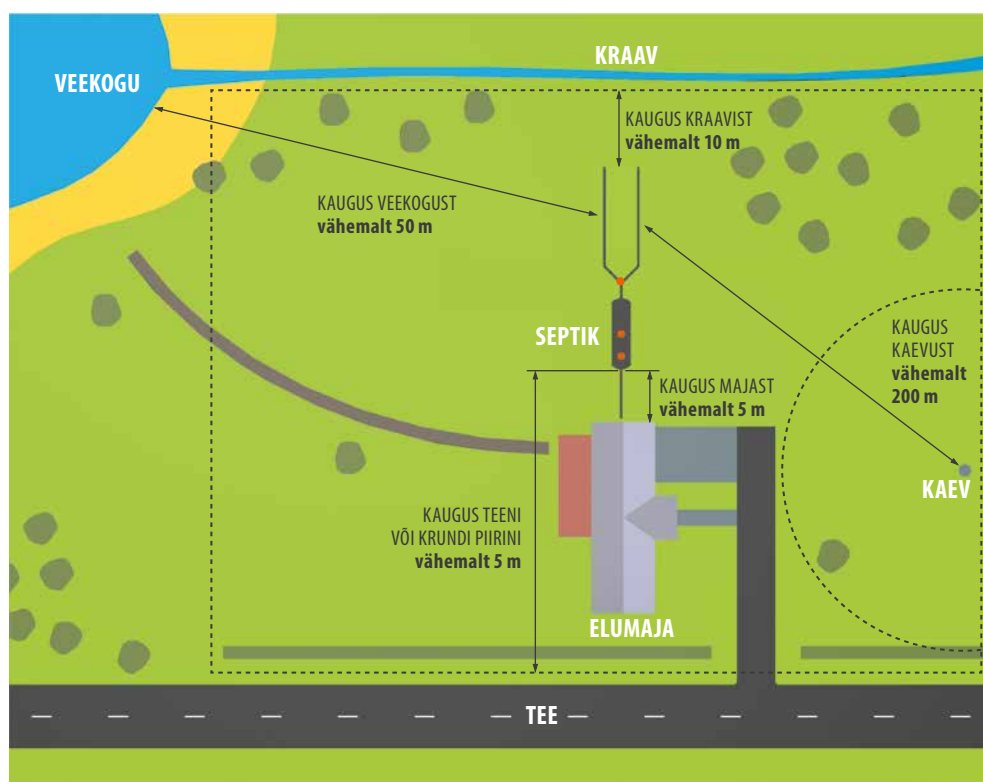 KRAAV
VEEKOGU
KAUGUS KRAAVIST
vähemalt 10 m
KAUGUS VEEKOGUST
vähemalt 50 m
SEPTIK
KAUGUS
KAEVUST
vähemalt
200 m
KAUGUS MAJAST
vähemalt 5 m
KAEV
KAUGUS TEENI
VÕI KRUNDI PIIRINI
vähemalt 5 m
ELUMAJA
TEE